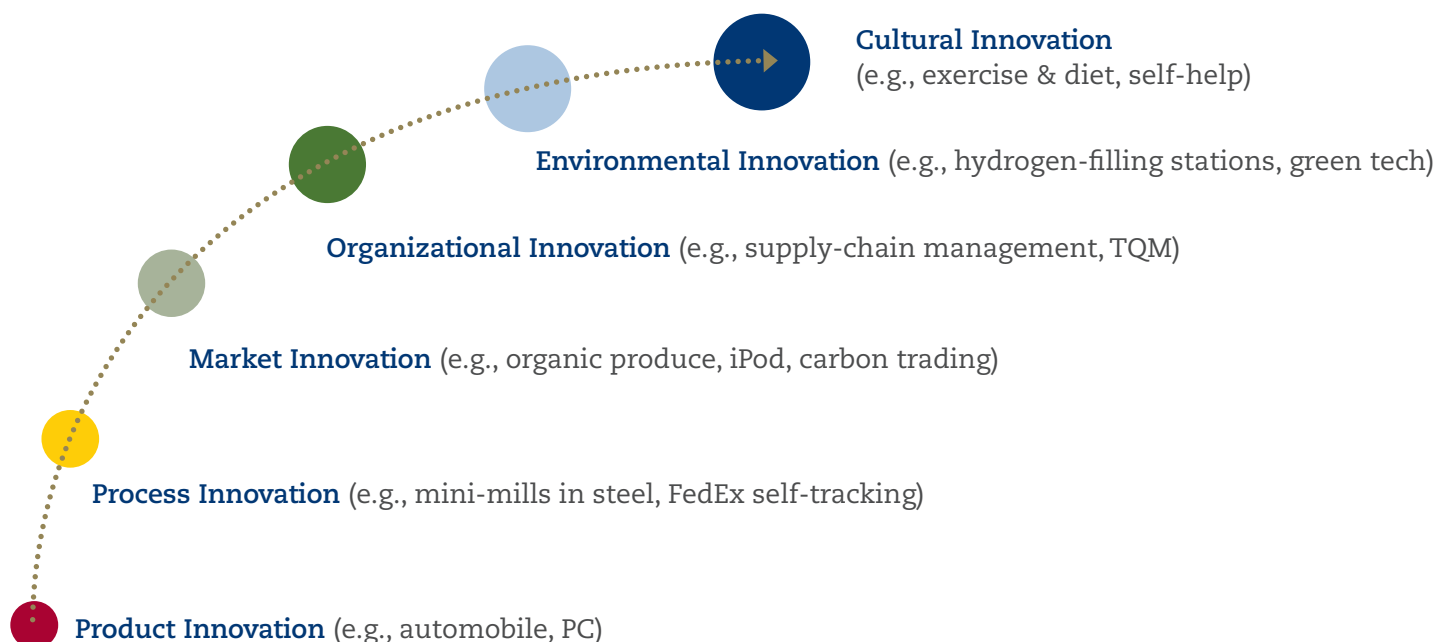 Cultural Innovation
(e.g., exercise & diet, self-help)
Environmental Innovation (e.g., hydrogen-filling stations, green tech)
Organizational Innovation (e.g., supply-chain management, TQM)
Market Innovation (e.g., organic produce, iPod, carbon trading)
Process Innovation (e.g., mini-mills in steel, FedEx self-tracking)
Product Innovation (e.g., automobile, PC)